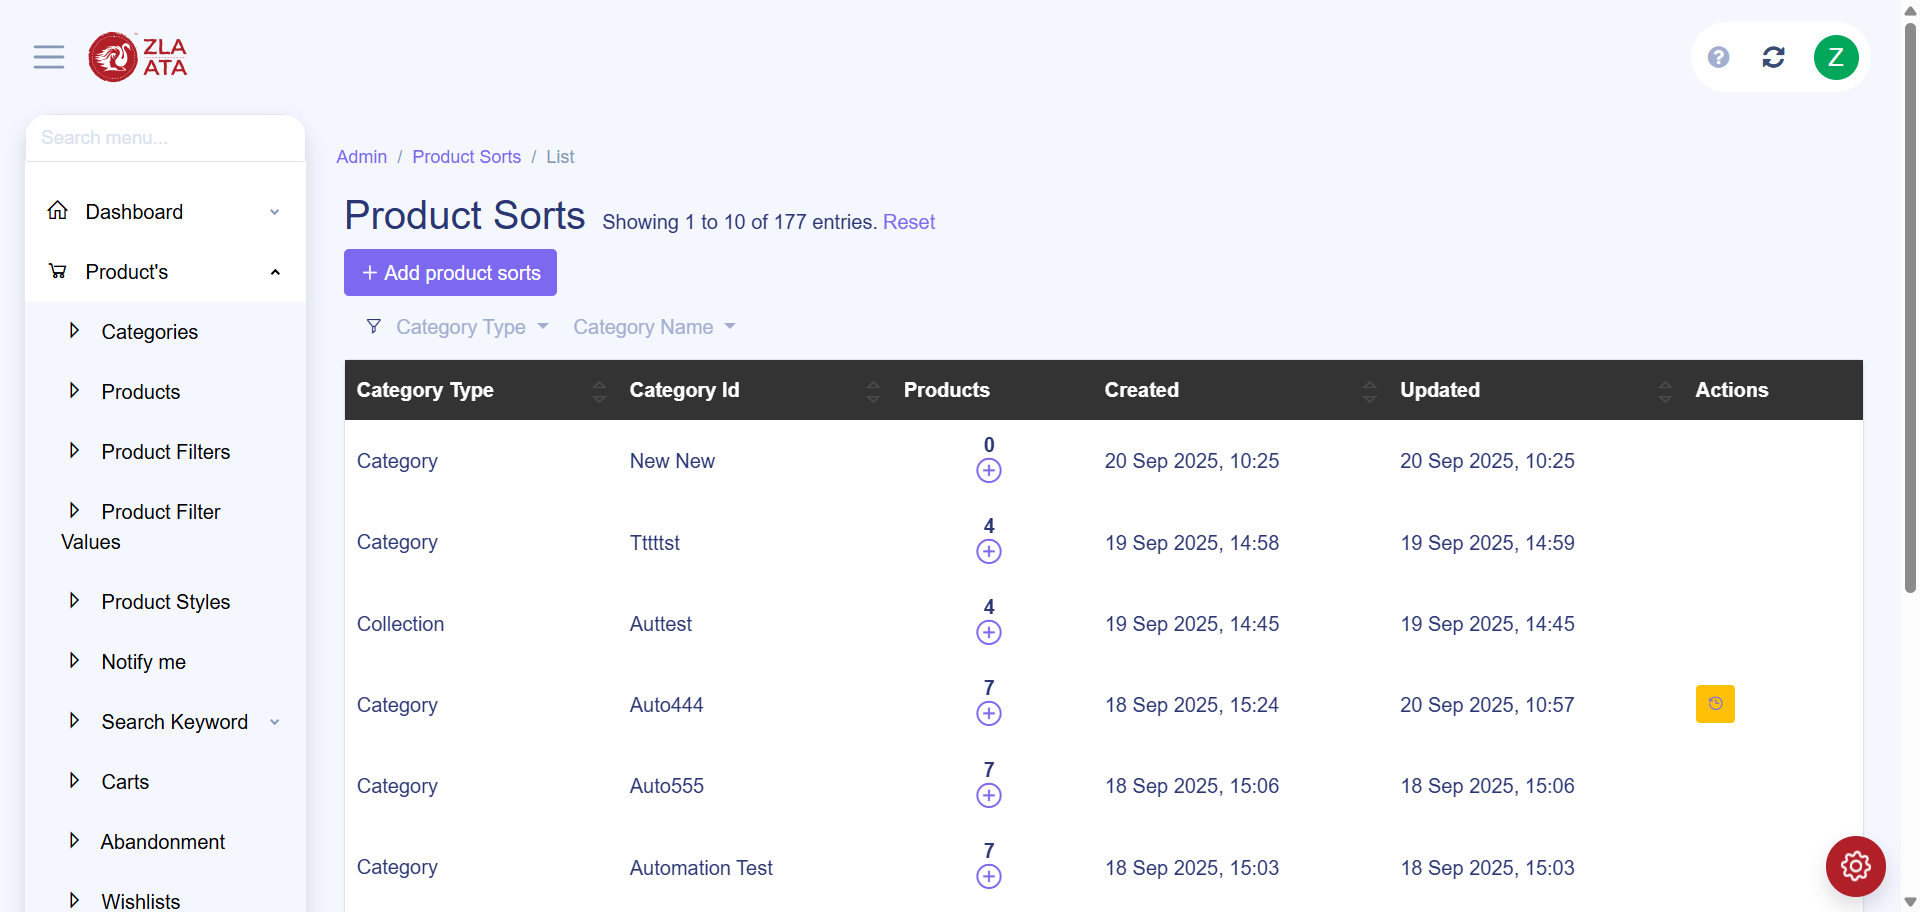 ZLA
ATA
Z
Search menu...
Dashboard
Product's
Categories
Products
Product Filters
Product Filter
Values
Product Styles
Notify me
Search Keyword
Carts
Abandonment
Wishlists
Admin / Product Sorts / List
Product Sorts Showing 1 to 10 of 177 entries. Reset
+ Add product sorts
Category Type Category Name
Category Type Category Id Products Created Updated Actions
Category New New 0 20 Sep 2025, 10:25 20 Sep 2025, 10:25
Category Tttttst 4 19 Sep 2025, 14:58 19 Sep 2025, 14:59
Collection Auttest 4 19 Sep 2025, 14:45 19 Sep 2025, 14:45
Category Auto444 7 18 Sep 2025, 15:24 20 Sep 2025, 10:57
Category Auto555 7 18 Sep 2025, 15:06 18 Sep 2025, 15:06
Category Automation Test 7 18 Sep 2025, 15:03 18 Sep 2025, 15:03